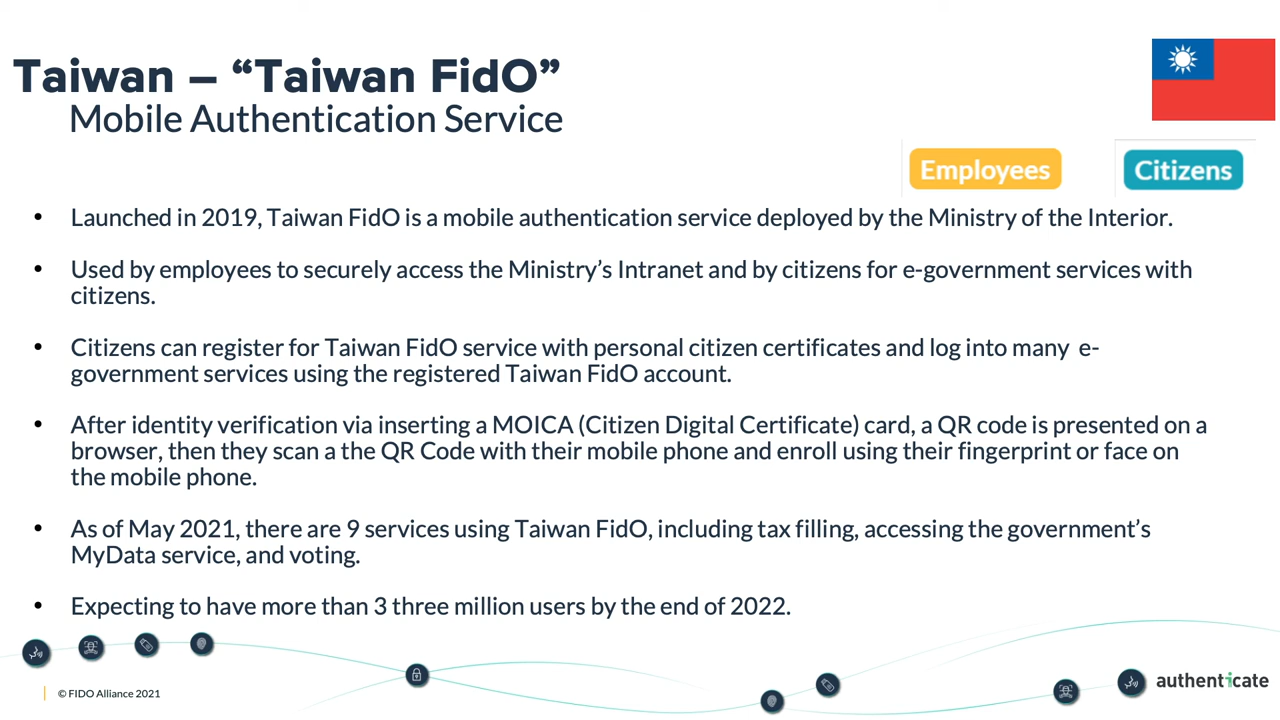 Taiwan – “Taiwan FidO”
Mobile Authentication Service
Employees
Citizens
• Launched in 2019, Taiwan FidO is a mobile authentication service deployed by the Ministry of the Interior.
• Used by employees to securely access the Ministry’s Intranet and by citizens for e-government services with
citizens.
• Citizens can register for Taiwan FidO service with personal citizen certificates and log into many e-
government services using the registered Taiwan FidO account.
• After identity verification via inserting a MOICA (Citizen Digital Certificate) card, a QR code is presented on a
browser, then they scan a the QR Code with their mobile phone and enroll using their fingerprint or face on
the mobile phone.
• As of May 2021, there are 9 services using Taiwan FidO, including tax filling, accessing the government’s
MyData service, and voting.
• Expecting to have more than 3 three million users by the end of 2022.
© FIDO Alliance 2021
authenticate